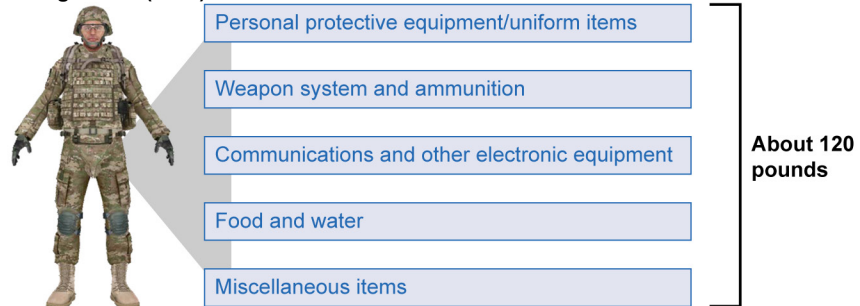 Personal protective equipment/uniform items
Weapon system and ammunition
Communications and other electronic equipment
Food and water
Miscellaneous items
About 120
pounds